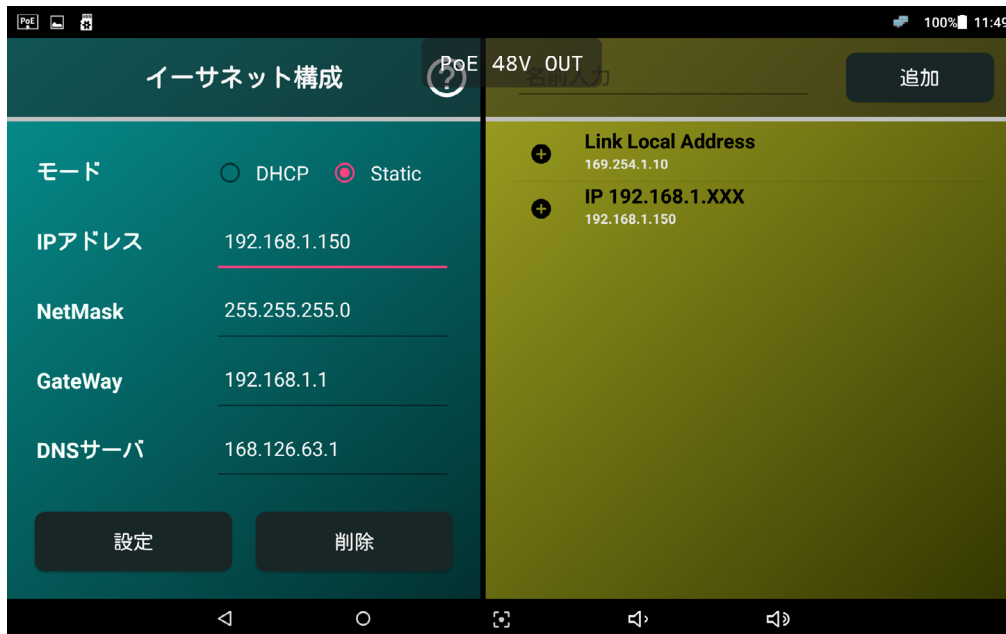 PoE
100% 11:49
イーサネット構成
?
PoE 48V OUT
名前入力
追加
モード
DHCP
Static
IPアドレス
192.168.1.150
NetMask
255.255.255.0
GateWay
192.168.1.1
DNSサーバ
168.126.63.1
設定
削除
Link Local Address
169.254.1.10
IP 192.168.1.XXX
192.168.1.150